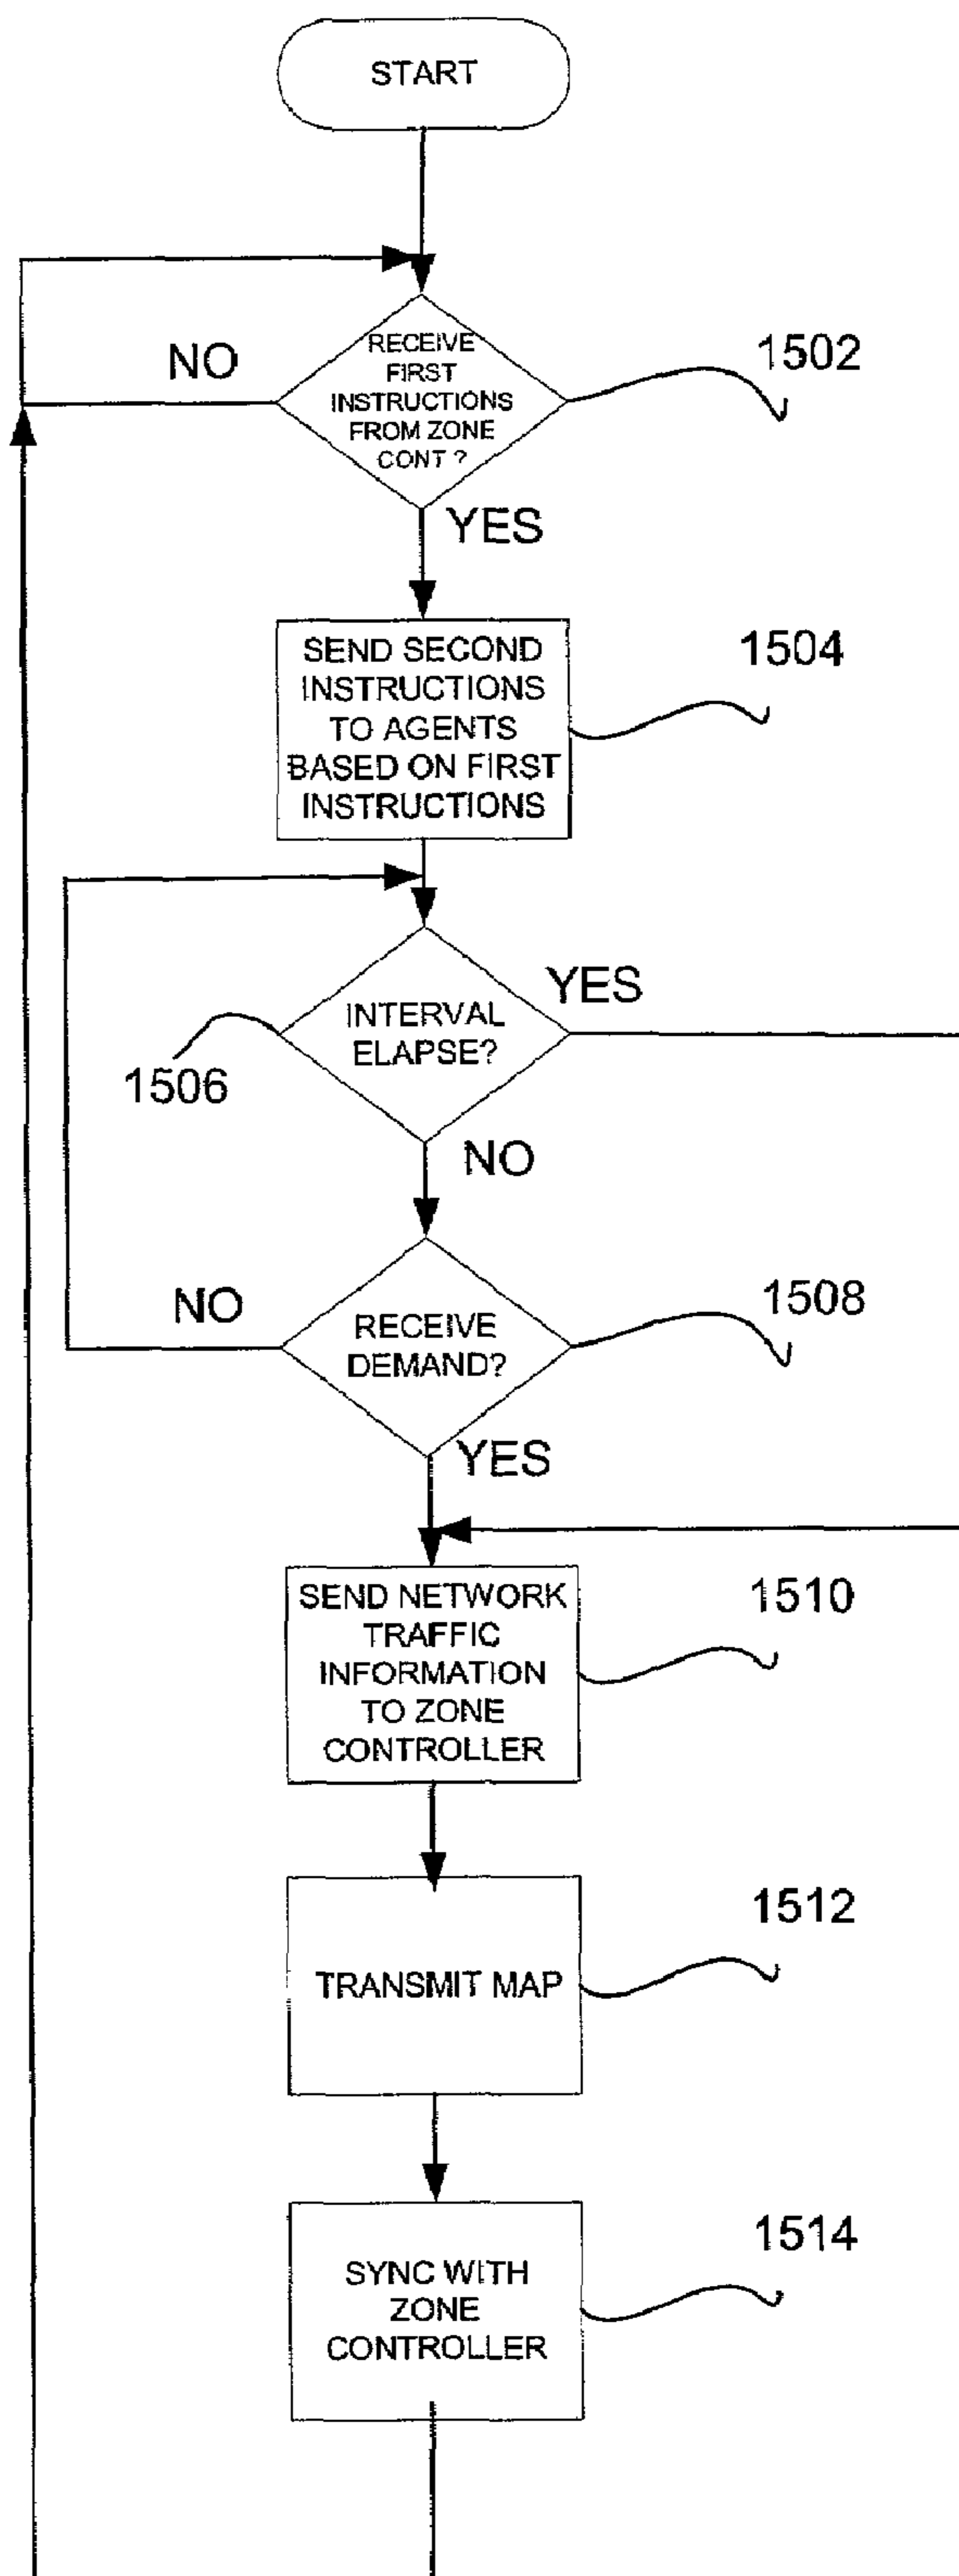 START
NO
RECEIVE
FIRST
INSTRUCTIONS
FROM ZONE
CONT ?
1502
YES
SEND SECOND
INSTRUCTIONS
TO AGENTS
BASED ON FIRST
INSTRUCTIONS
1504
YES
INTERVAL
ELAPSE?
1506
NO
NO
RECEIVE
DEMAND?
1508
YES
SEND NETWORK
TRAFFIC
INFORMATION
TO ZONE
CONTROLLER
1510
TRANSMIT MAP
1512
SYNC WITH
ZONE
CONTROLLER
1514